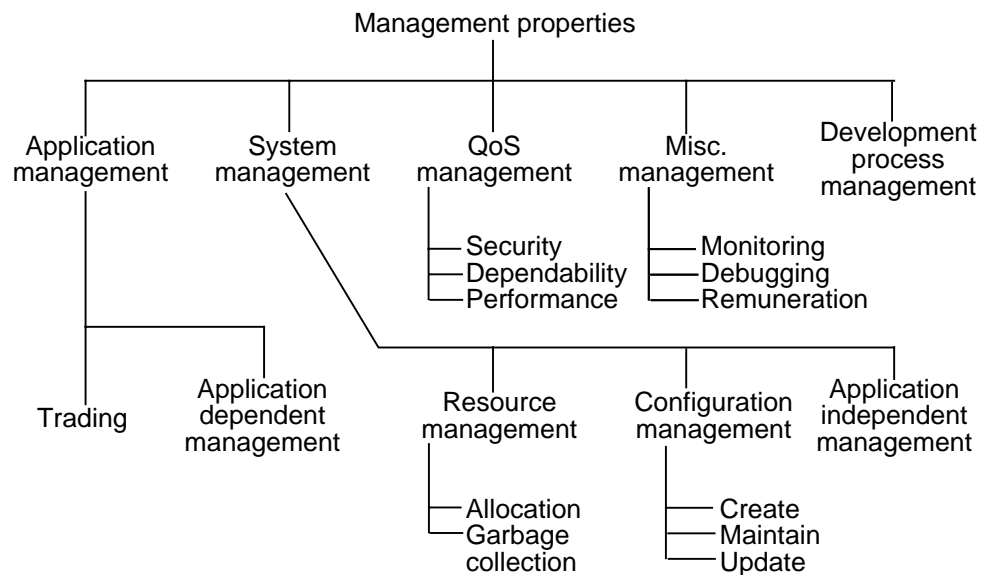 Management properties
Application
management
System
management
QoS
management
Misc.
management
Development
process
management
Security
Dependability
Performance
Monitoring
Debugging
Remuneration
Trading
Application
dependent
management
Resource
management
Configuration
management
Application
independent
management
Allocation
Garbage
collection
Create
Maintain
Update